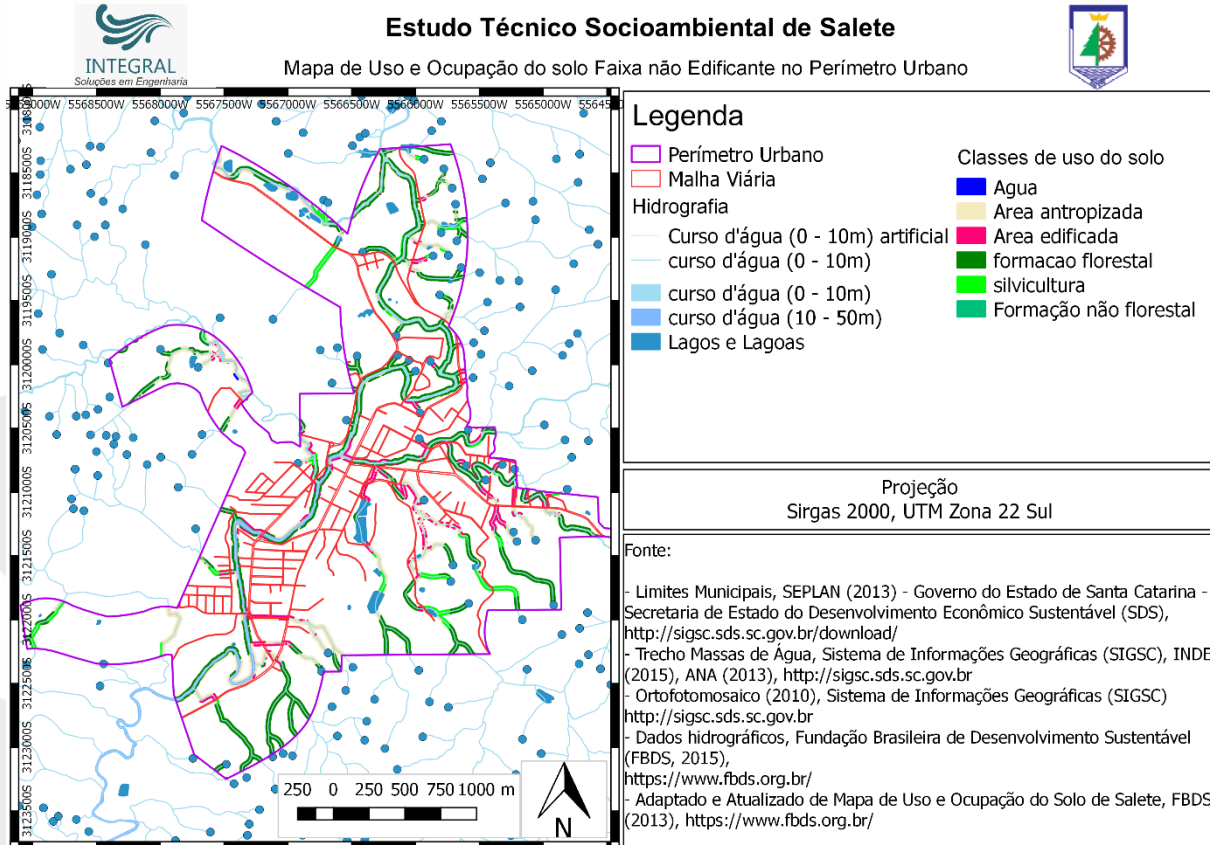 INTEGRAL
Soluções em Engenharia
Estudo Técnico Socioambiental de Salete
Mapa de Uso e Ocupação do solo Faixa não Edificante no Perímetro Urbano
5568500W 5568000W 5567500W 5567000W 5566500W 5566000W 5565500W 5565000W
3118500S
3119000S
3119500S
3120000S
3120500S
3121000S
3121500S
3122000S
3122500S
3123000S
3123500S
250 0 250 500 750 1000 m
N
Legenda
Perímetro Urbano
Malha Viária
Hidrografia
Curso d'água (0 - 10m) artificial
curso d'água (0 - 10m)
curso d'água (0 - 10m)
curso d'água (10 - 50m)
Lagos e Lagoas
Classes de uso do solo
Agua
Area antropizada
Area edificada
formacao florestal
silvicultura
Formação não florestal
Projeção
Sirgas 2000, UTM Zona 22 Sul
Fonte:
- Limites Municipais, SEPLAN (2013) - Governo do Estado de Santa Catarina -
Secretaria de Estado do Desenvolvimento Econômico Sustentável (SDS),
http://sigsc.sds.sc.gov.br/download/
- Trecho Massas de Água, Sistema de Informações Geográficas (SIGSC), INDE
(2015), ANA (2013), http://sigsc.sds.sc.gov.br
- Ortofotomosaico (2010), Sistema de Informações Geográficas (SIGSC)
http://sigsc.sds.sc.gov.br
- Dados hidrográficos, Fundação Brasileira de Desenvolvimento Sustentável
(FBDS, 2015),
https://www.fbds.org.br/
- Adaptado e Atualizado de Mapa de Uso e Ocupação do Solo de Salete, FBDS
(2013), https://www.fbds.org.br/